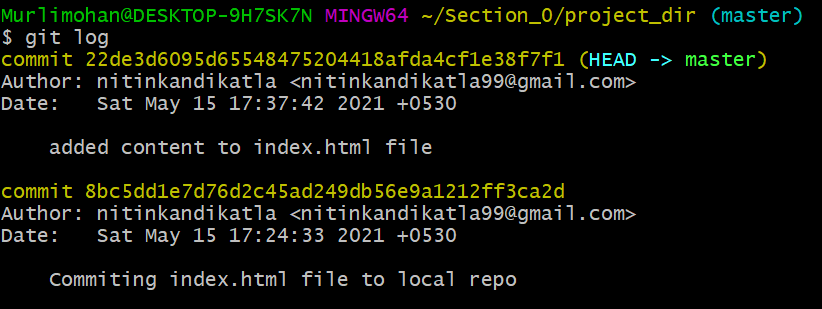 Murlimohan@DESKTOP-9H7SK7N MINGW64 ~/Section_0/project_dir (master)
$ git log
commit 22de3d6095d65548475204418afda4cf1e38f7f1 (HEAD -> master)
Author: nitinkandikatla <nitinkandikatla99@gmail.com>
Date:   Sat May 15 17:37:42 2021 +0530
    added content to index.html file
commit 8bc5dd1e7d76d2c45ad249db56e9a1212ff3ca2d
Author: nitinkandikatla <nitinkandikatla99@gmail.com>
Date:   Sat May 15 17:24:33 2021 +0530
    Commiting index.html file to local repo